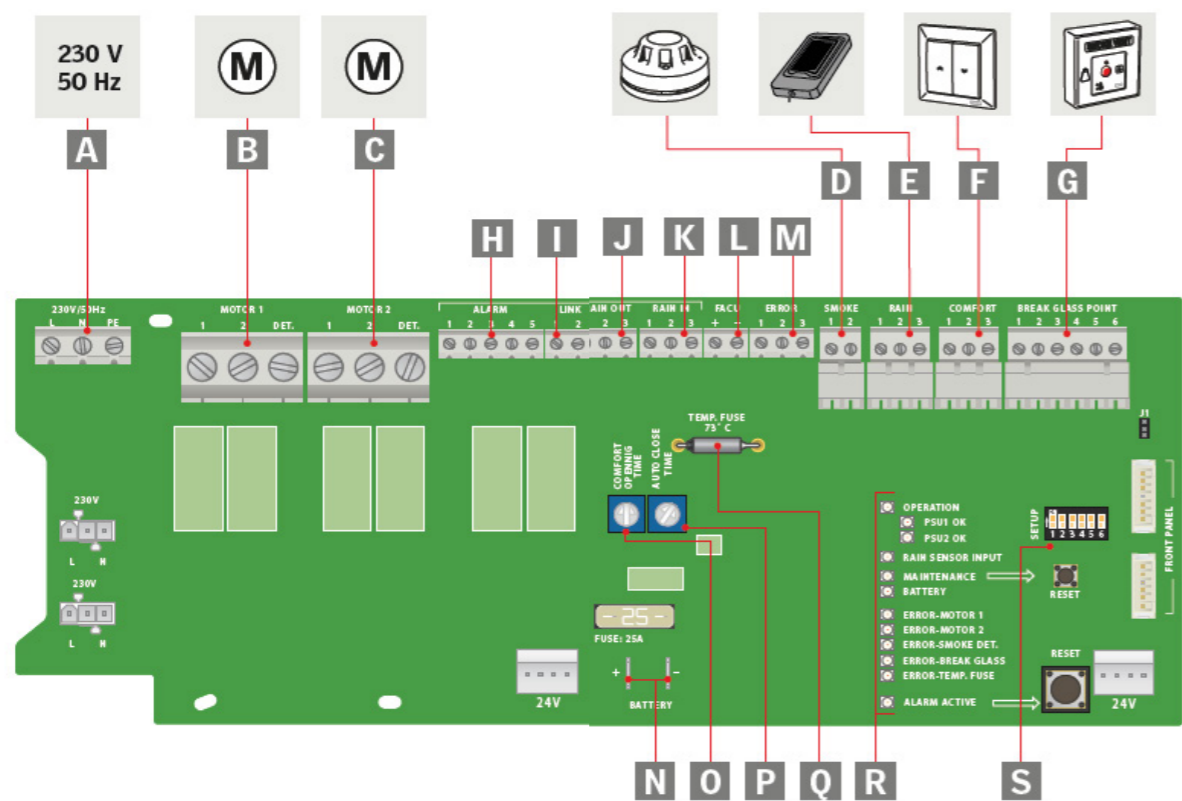 230 V
50 Hz
M
M
A
B
C
D
E
F
G
H
I
J
K
L
M
230V/50Hz
MOTOR 1
MOTOR 2
ALARM
LINK
AIN OUT
RAIN IN
FACU
ERROR
SMOKE
RAIN
COMFORT
BREAK GLASS POINT
L N PE
1 2 DET.
1 2 DET.
1 2 3 4 5
1 2
2 3
1 2 3
+ −
1 2 3
1 2
1 2 3
1 2 3
1 2 3 4 5 6
TEMP. FUSE
73° C
J1
COMFORT
OPENNIG
TIME
AUTO CLOSE
TIME
230V
L N
230V
L N
OPERATION
PSU1 OK
PSU2 OK
RAIN SENSOR INPUT
MAINTENANCE
BATTERY
ERROR-MOTOR 1
ERROR-MOTOR 2
ERROR-SMOKE DET.
ERROR-BREAK GLASS
ERROR-TEMP. FUSE
ALARM ACTIVE
SETUP
1 2 3 4 5 6
RESET
FRONT PANEL
RESET
- 25 -
FUSE: 25A
+ −
BATTERY
24V
24V
N
O
P
Q
R
S